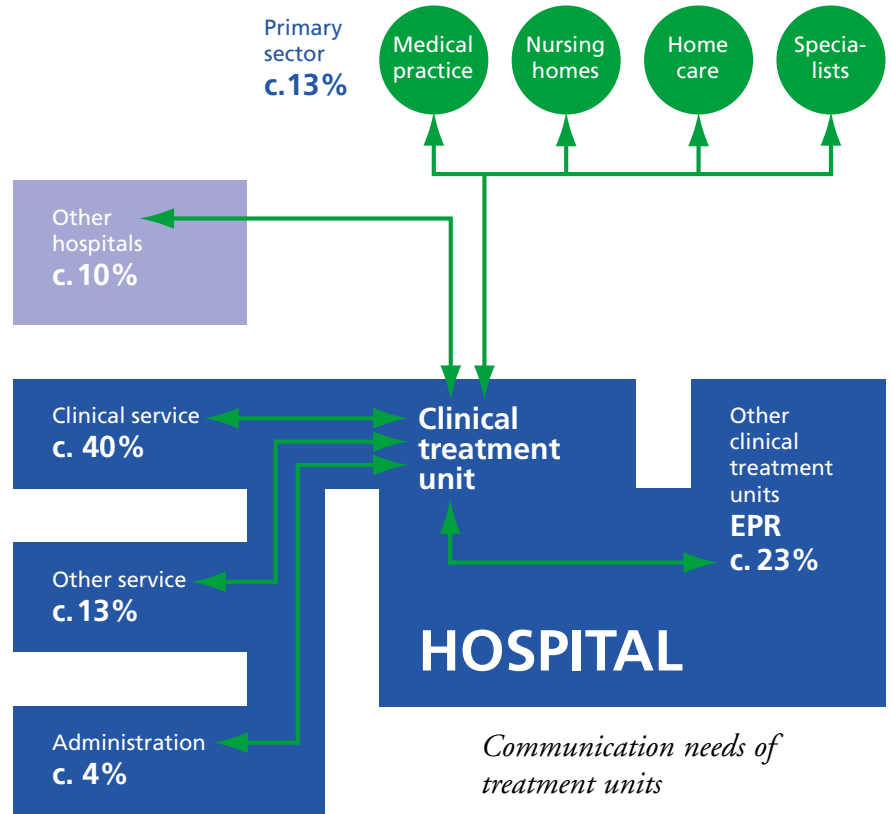 Primary
sector
c.13%
Medical
practice
Nursing
homes
Home
care
Specia-
lists
Other
hospitals
c. 10%
Clinical service
c. 40%
Clinical
treatment
unit
Other
clinical
treatment
units
EPR
c. 23%
Other service
c. 13%
HOSPITAL
Administration
c. 4%
Communication needs of
treatment units